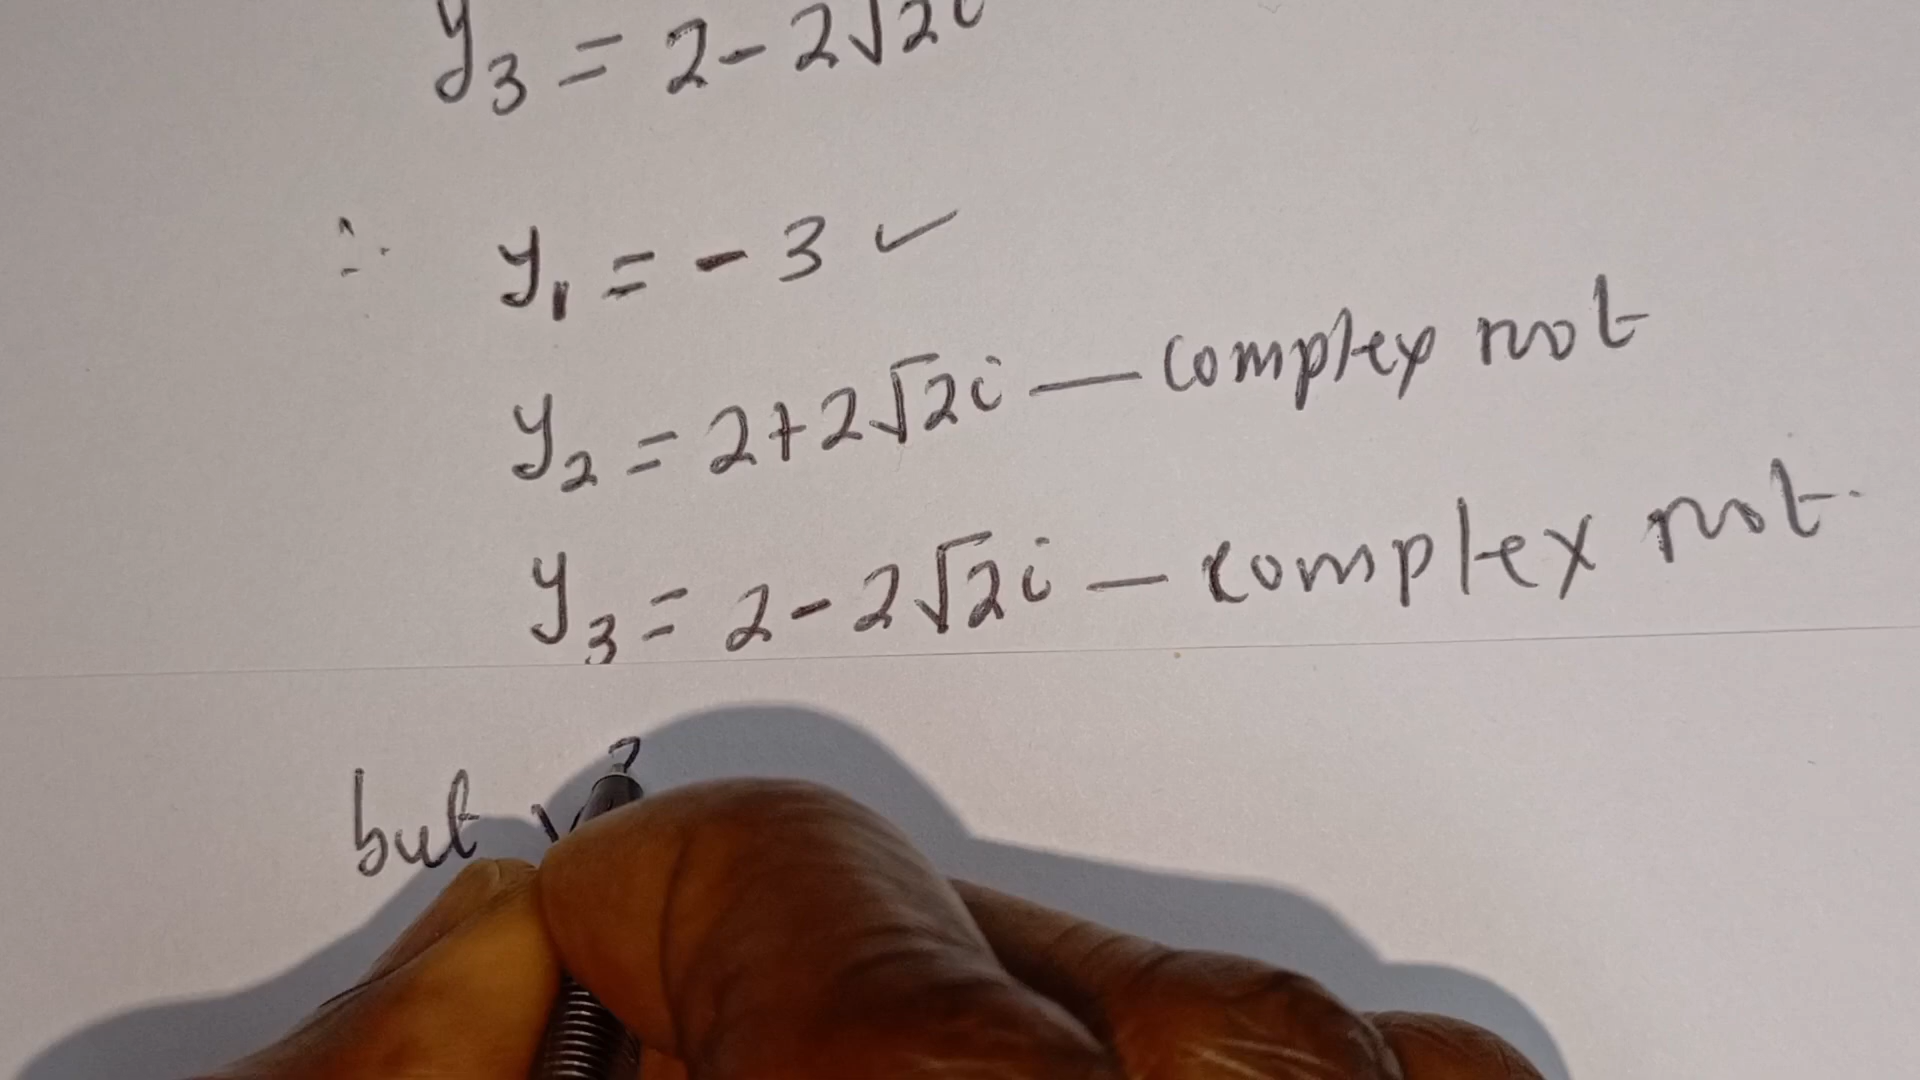 y₃ = 2 - 2√2i
∴ y₁ = - 3 ✓
y₂ = 2+2√2i — complex root
y₃ = 2 - 2√2i — complex root.
but